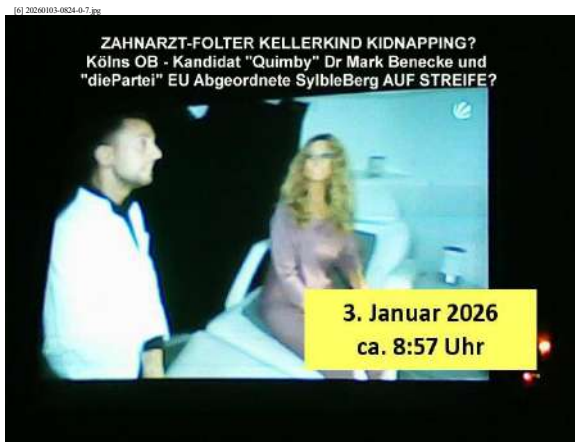 [6] 20260103-0824-0-7.jpg
ZAHNARZT-FOLTER KELLERKIND KIDNAPPING?
Kölns OB - Kandidat "Quimby" Dr Mark Benecke und
"diePartei" EU Abgeordnete SylbleBerg AUF STREIFE?
3. Januar 2026
ca. 8:57 Uhr